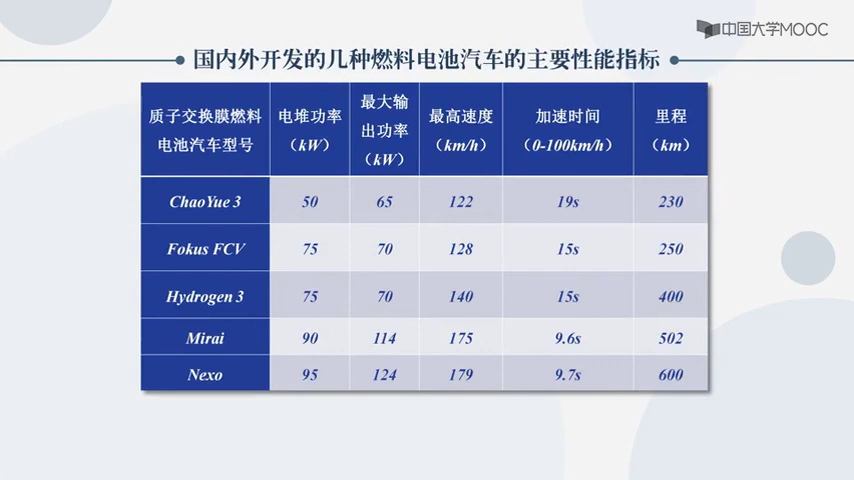 中国大学MOOC
国内外开发的几种燃料电池汽车的主要性能指标
质子交换膜燃料电池汽车型号 电堆功率（kW） 最大输出功率（kW） 最高速度（km/h） 加速时间（0-100km/h） 里程（km）
ChaoYue 3 50 65 122 19s 230
Fokus FCV 75 70 128 15s 250
Hydrogen 3 75 70 140 15s 400
Mirai 90 114 175 9.6s 502
Nexo 95 124 179 9.7s 600